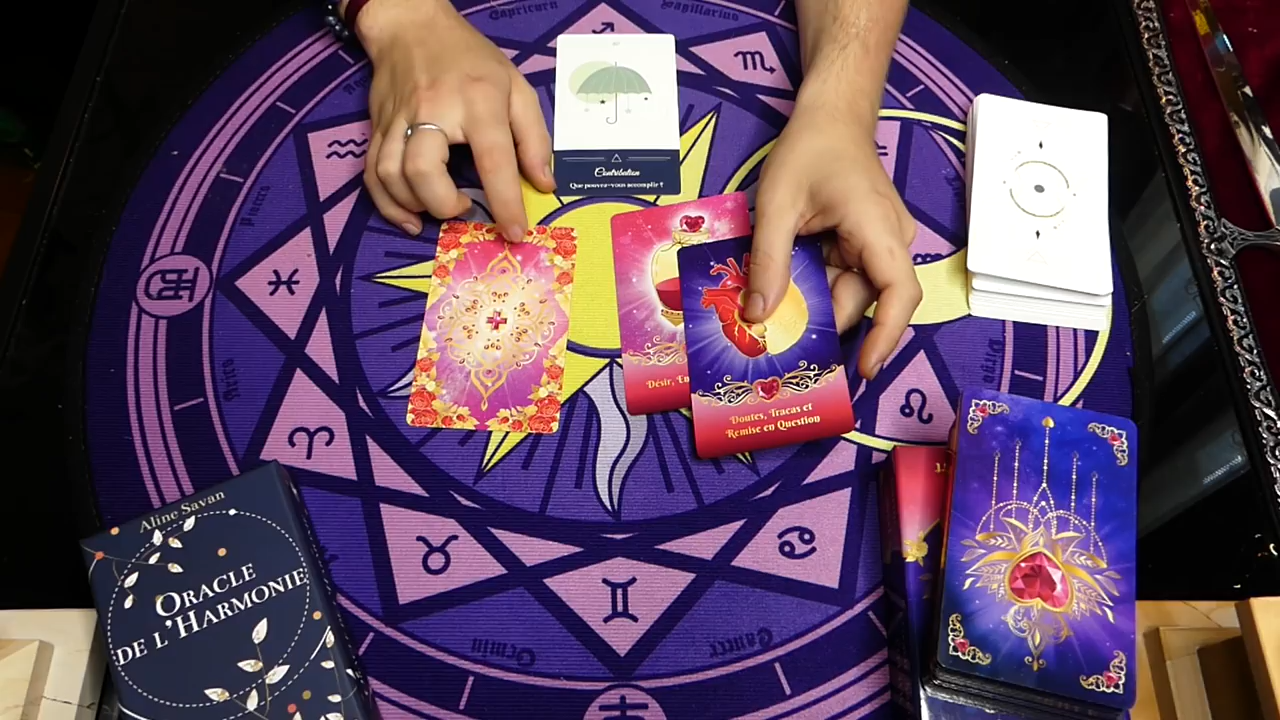 Capricorn
Sagittarius
Contribution
Que pouvez-vous accomplir ?
Désir, En
Doutes, Tracas et
Remise en Question
Aline Savan
ORACLE
DE L'HARMONIE
Gemini
Cancer